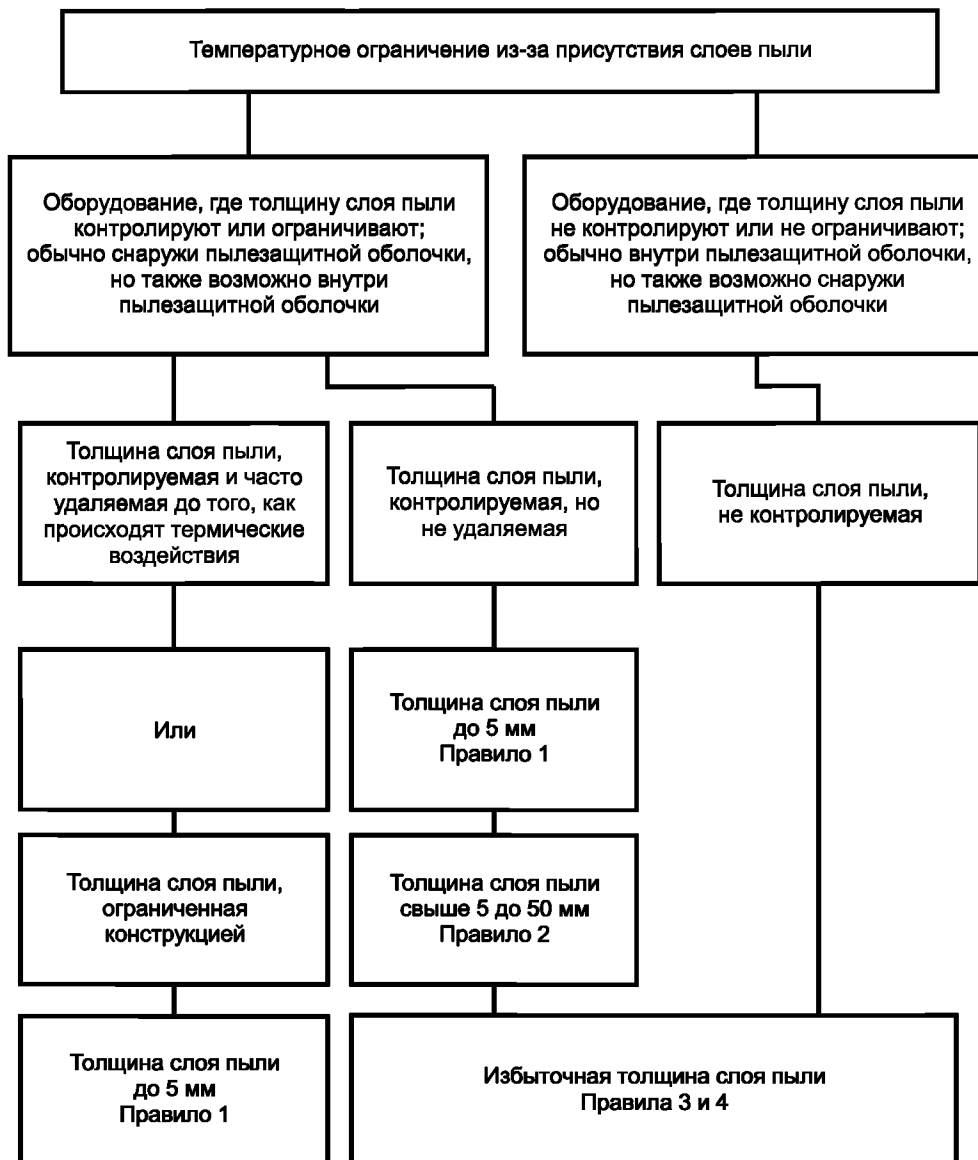 Температурное ограничение из-за присутствия слоев пыли
Оборудование, где толщину слоя пыли
контролируют или ограничивают;
обычно снаружи пылезащитной оболочки,
но также возможно внутри
пылезащитной оболочки
Оборудование, где толщину слоя пыли
не контролируют или не ограничивают;
обычно внутри пылезащитной оболочки,
но также возможно снаружи
пылезащитной оболочки
Толщина слоя пыли,
контролируемая и часто
удаляемая до того, как
происходят термические
воздействия
Толщина слоя пыли,
контролируемая, но
не удаляемая
Толщина слоя пыли,
не контролируемая
Или
Толщина слоя пыли
до 5 мм
Правило 1
Толщина слоя пыли,
ограниченная
конструкцией
Толщина слоя пыли
свыше 5 до 50 мм
Правило 2
Толщина слоя пыли
до 5 мм
Правило 1
Избыточная толщина слоя пыли
Правила 3 и 4